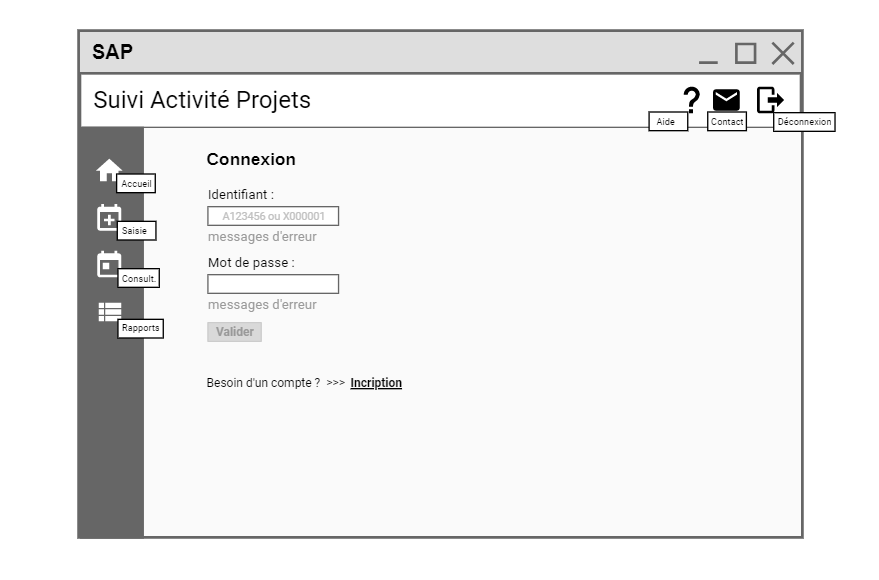 SAP
Suivi Activité Projets
?
Aide
Contact
Déconnexion
Accueil
Saisie
Consult.
Rapports
Connexion
Identifiant :
A123456 ou X000001
messages d'erreur
Mot de passe :
messages d'erreur
Valider
Besoin d'un compte ? >>> Incription